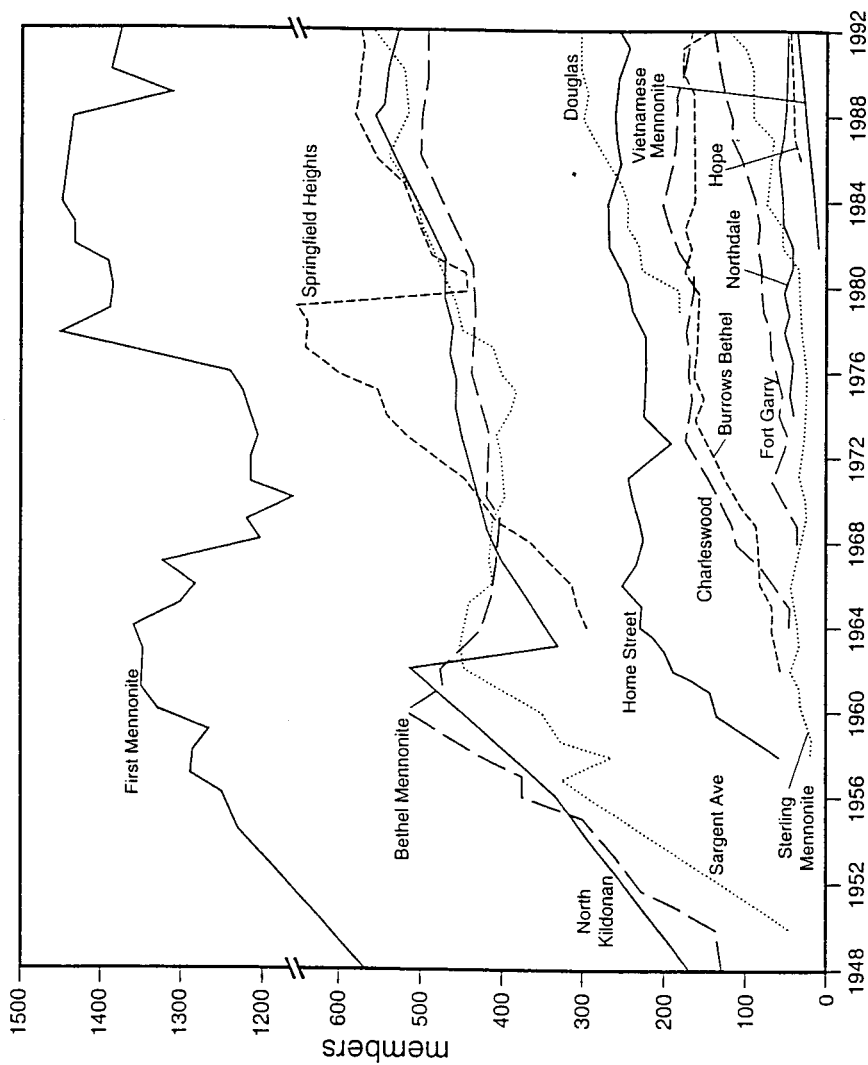 1500
1400
1300
1200
600
500
400
300
200
100
0
members
First Mennonite
Springfield Heights
Bethel Mennonite
North
Kildonan
Sargent Ave
Home Street
Douglas
Charleswood
Burrows Bethel
Fort Garry
Northdale
Hope
Vietnamese
Mennonite
Sterling
Mennonite
1948
1952
1956
1960
1964
1968
1972
1976
1980
1984
1988
1992